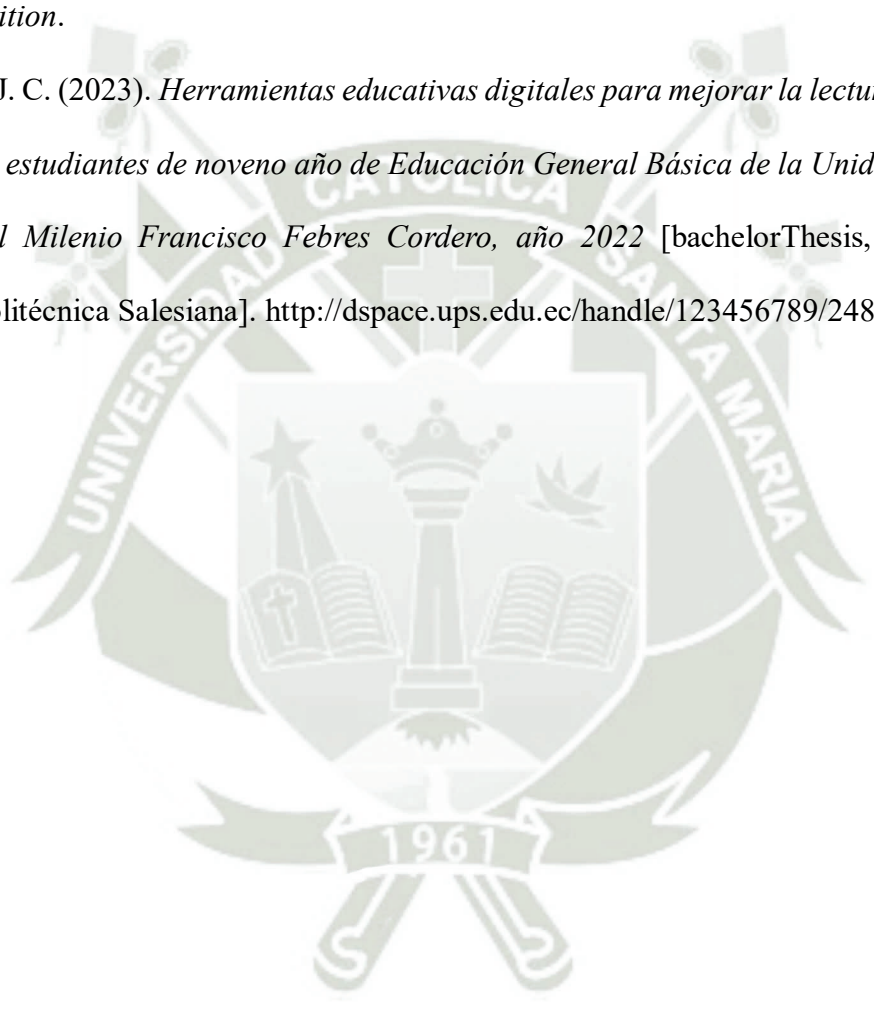 ition.
J. C. (2023). Herramientas educativas digitales para mejorar la lectur
estudiantes de noveno año de Educación General Básica de la Unid
l Milenio Francisco Febres Cordero, año 2022 [bachelorThesis,
litécnica Salesiana]. http://dspace.ups.edu.ec/handle/123456789/248
UNIVERSIDAD CATOLICA SANTA MARIA
1961